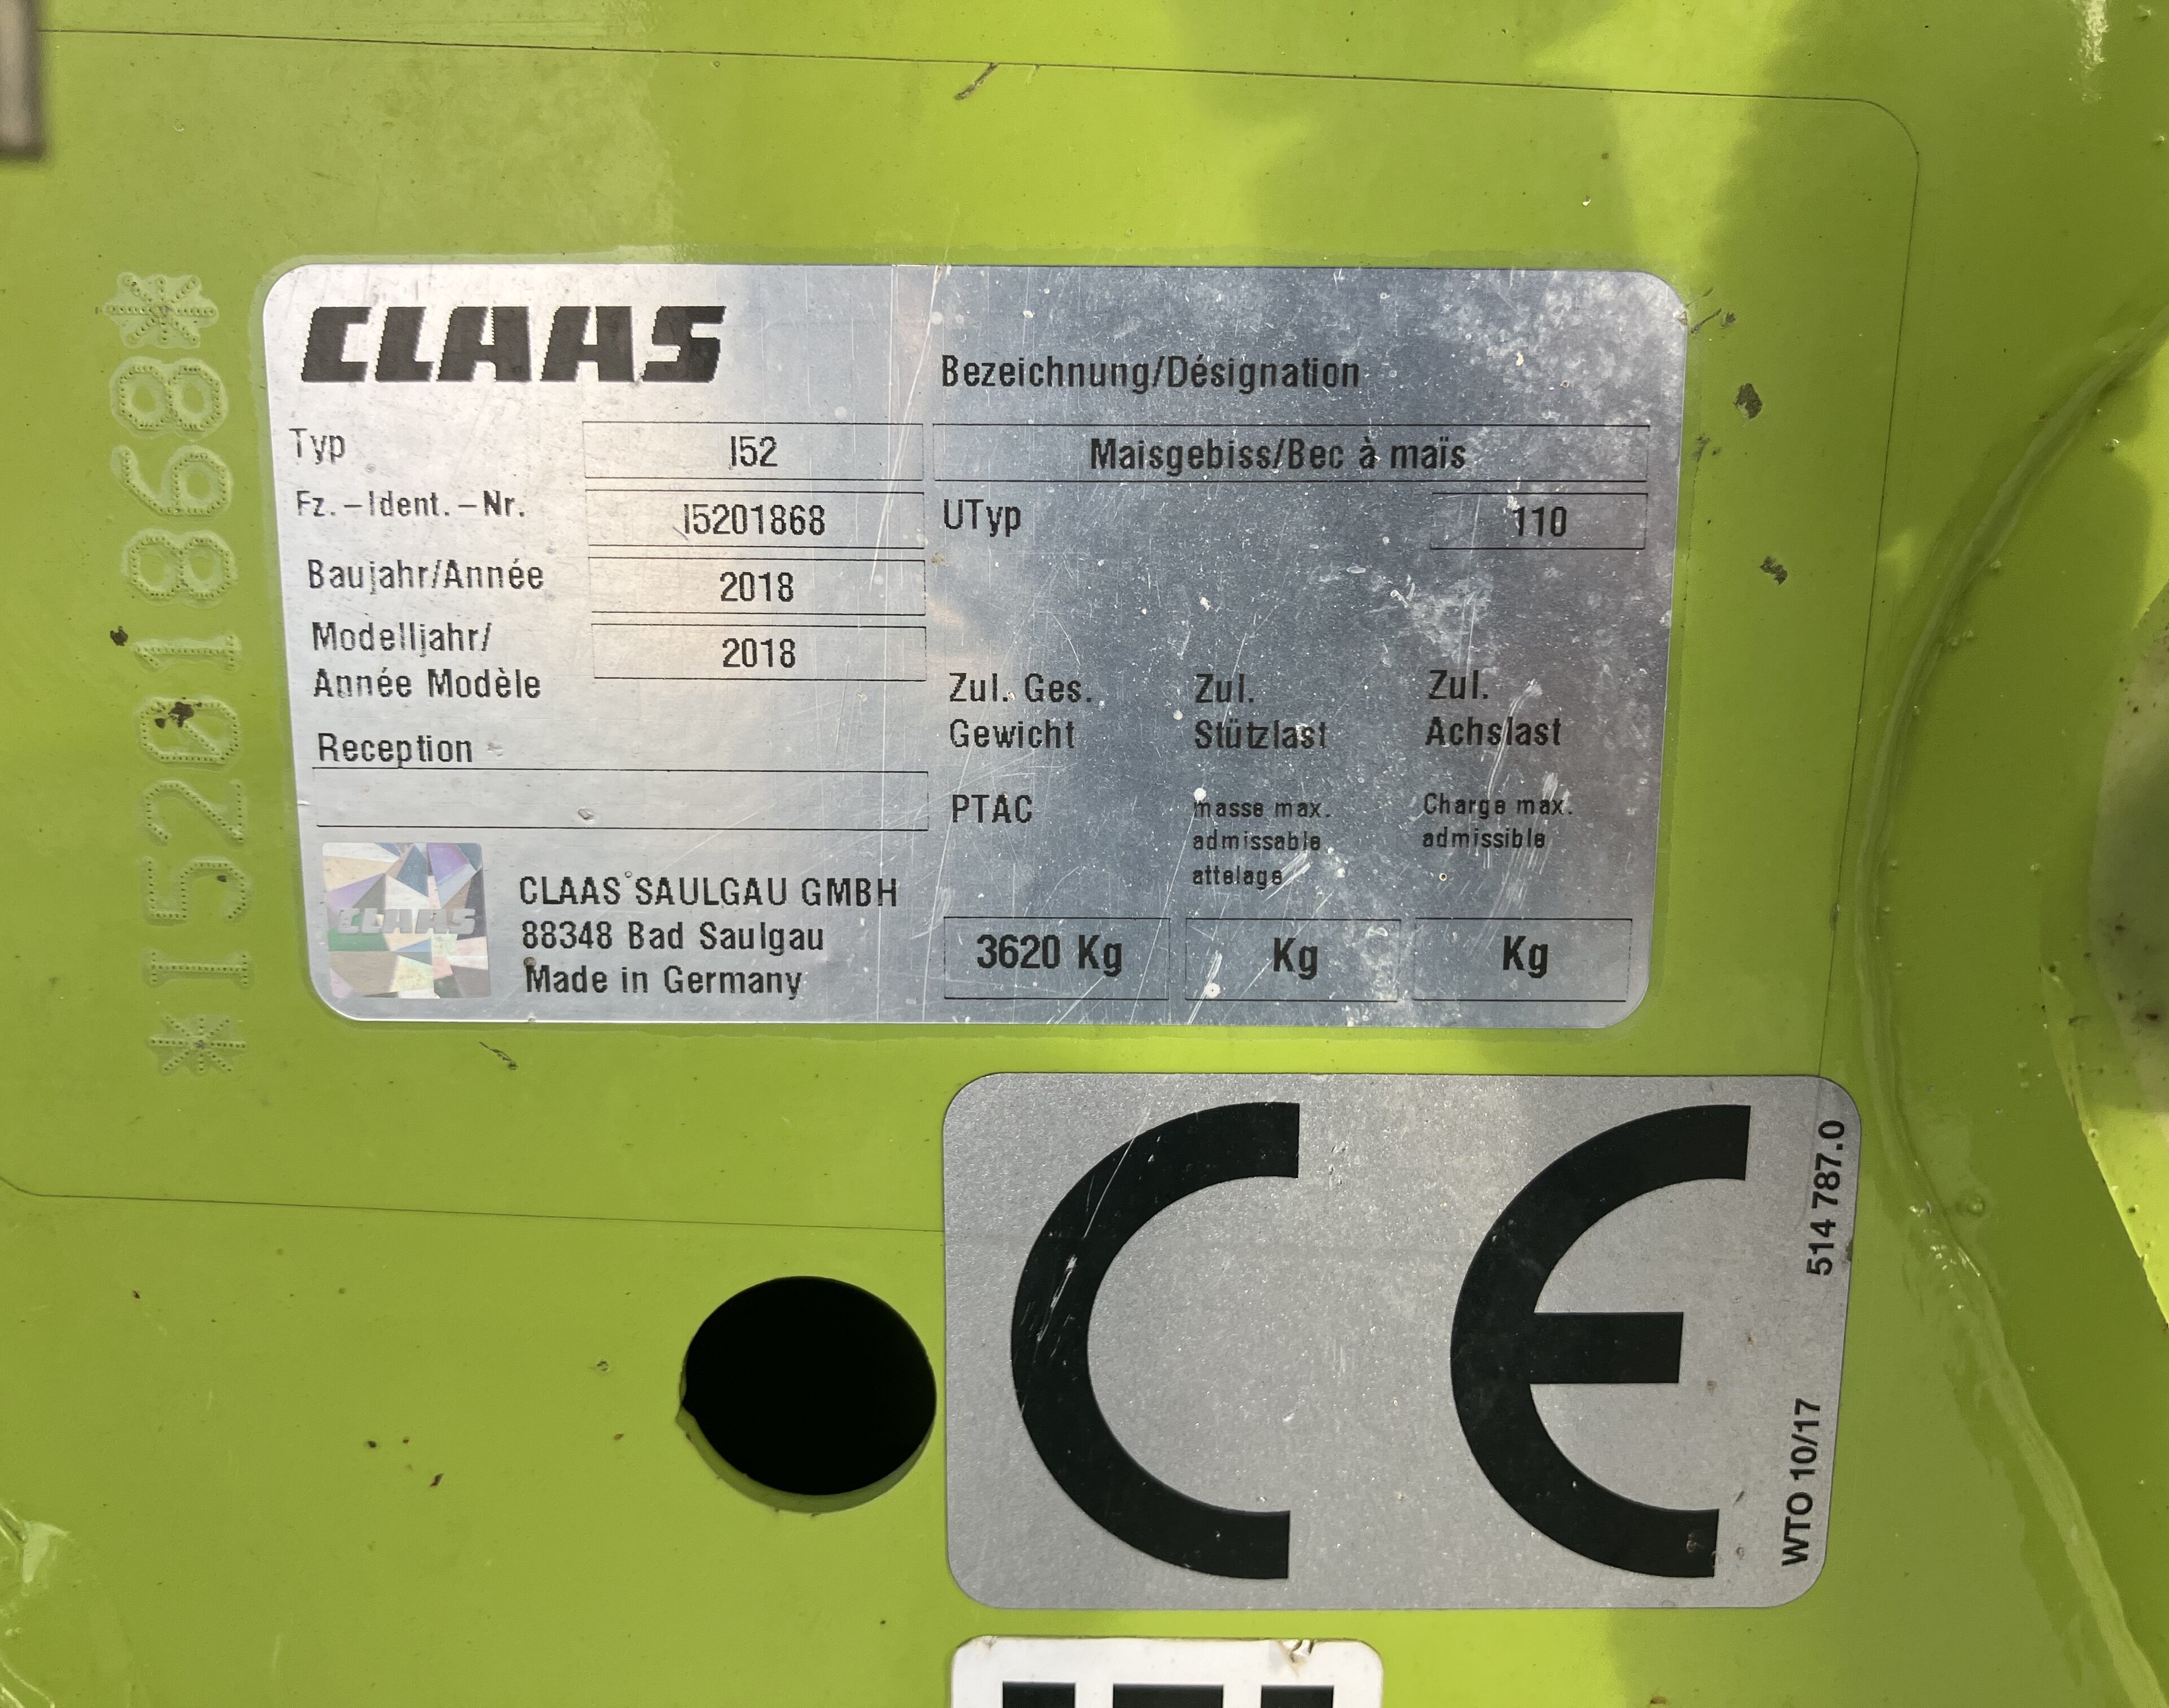 *I5201868*
CLAAS
Bezeichnung/Désignation
Typ I52 Maisgebiss/Bec à maïs
Fz.-Ident.-Nr. I5201868 UTyp 110
Baujahr/Année 2018
Modelljahr/ 2018
Année Modèle
Reception
Zul. Ges. Zul. Zul.
Gewicht Stützlast Achslast
PTAC masse max. Charge max.
admissable admissible
attelage
3620 Kg Kg Kg
CLAAS
CLAAS SAULGAU GMBH
88348 Bad Saulgau
Made in Germany
CE
514 787.0
WTO 10/17